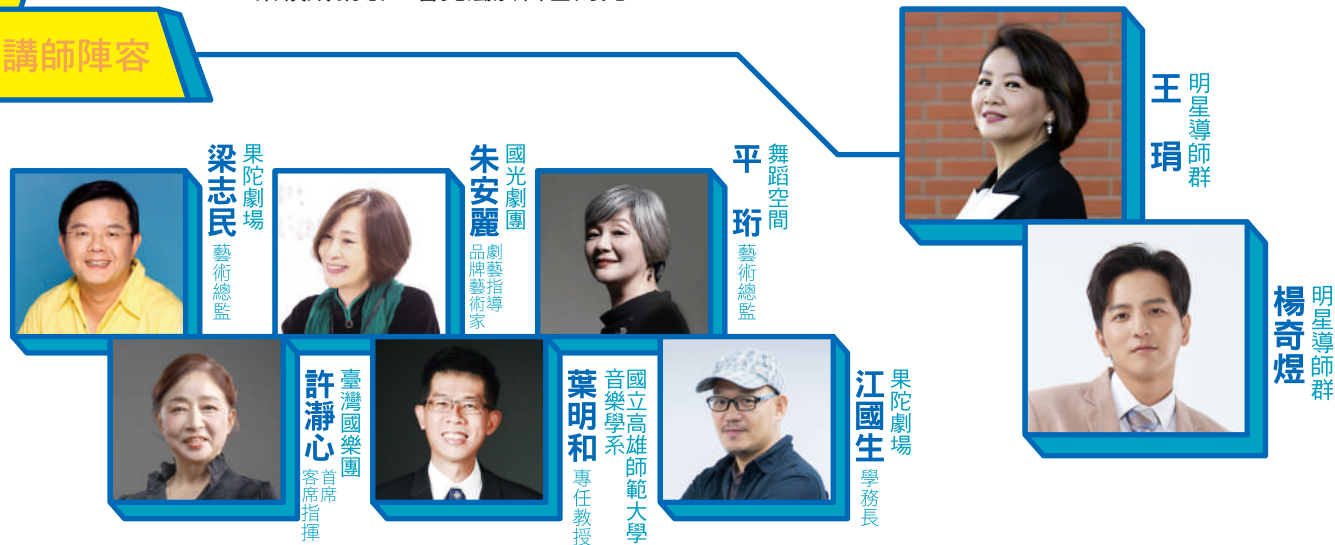 講師陣容
明星導師群
王 琄
明星導師群
楊奇煜
果陀劇場
梁志民
藝術總監
國光劇團
朱安麗
劇藝指導
品牌藝術家
舞蹈空間
平 珩
藝術總監
臺灣國樂團
許瀞心
首席
客席指揮
國立高雄師範大學
音樂學系
葉明和
專任教授
果陀劇場
江國生
學務長